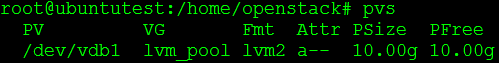 root@ubuntutest:/home/openstack# pvs
PV VG Fmt Attr PSize PFree
/dev/vdb1 lvm_pool lvm2 a-- 10.00g 10.00g